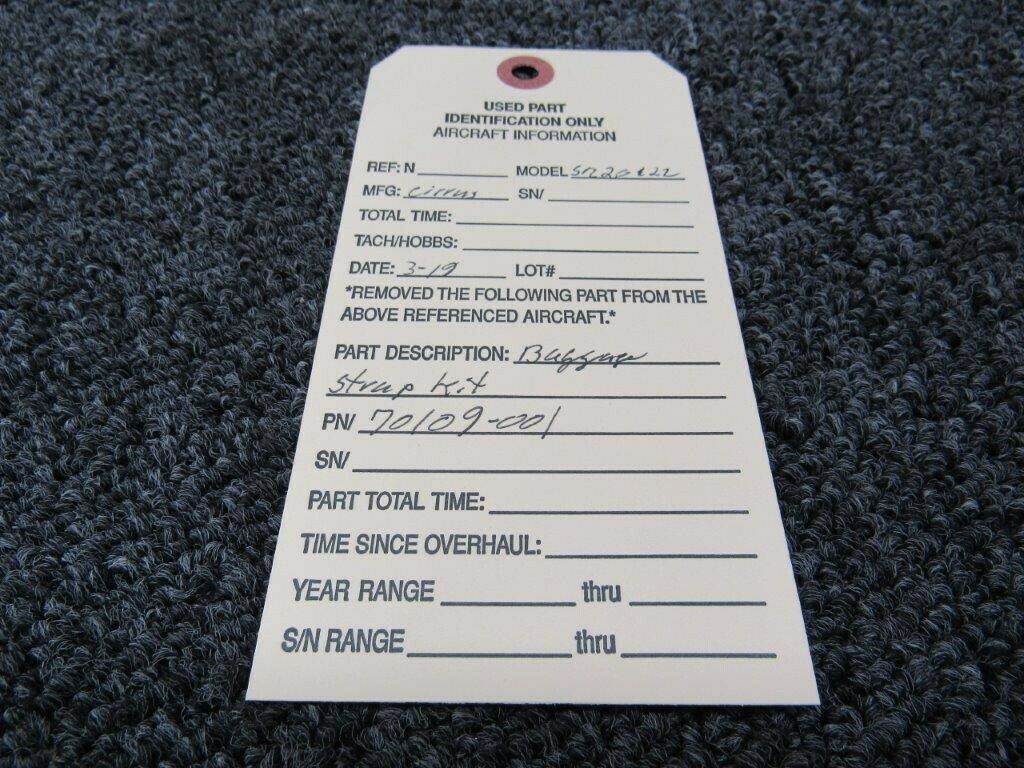 USED PART
IDENTIFICATION ONLY
AIRCRAFT INFORMATION
REF: N MODEL SR20&22
MFG: Cirrus SN/
TOTAL TIME:
TACH/HOBBS:
DATE: 3-19 LOT#
*REMOVED THE FOLLOWING PART FROM THE
ABOVE REFERENCED AIRCRAFT.*
PART DESCRIPTION: Baggage
Strap Kit
PN/ 70109-001
SN/
PART TOTAL TIME:
TIME SINCE OVERHAUL:
YEAR RANGE thru
S/N RANGE thru